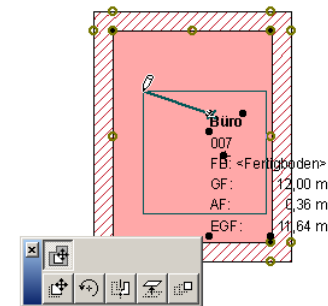 Büro
007
FB: <Fertigboden>
GF: 12,00 m
AF: 0,36 m
EGF: 11,64 m